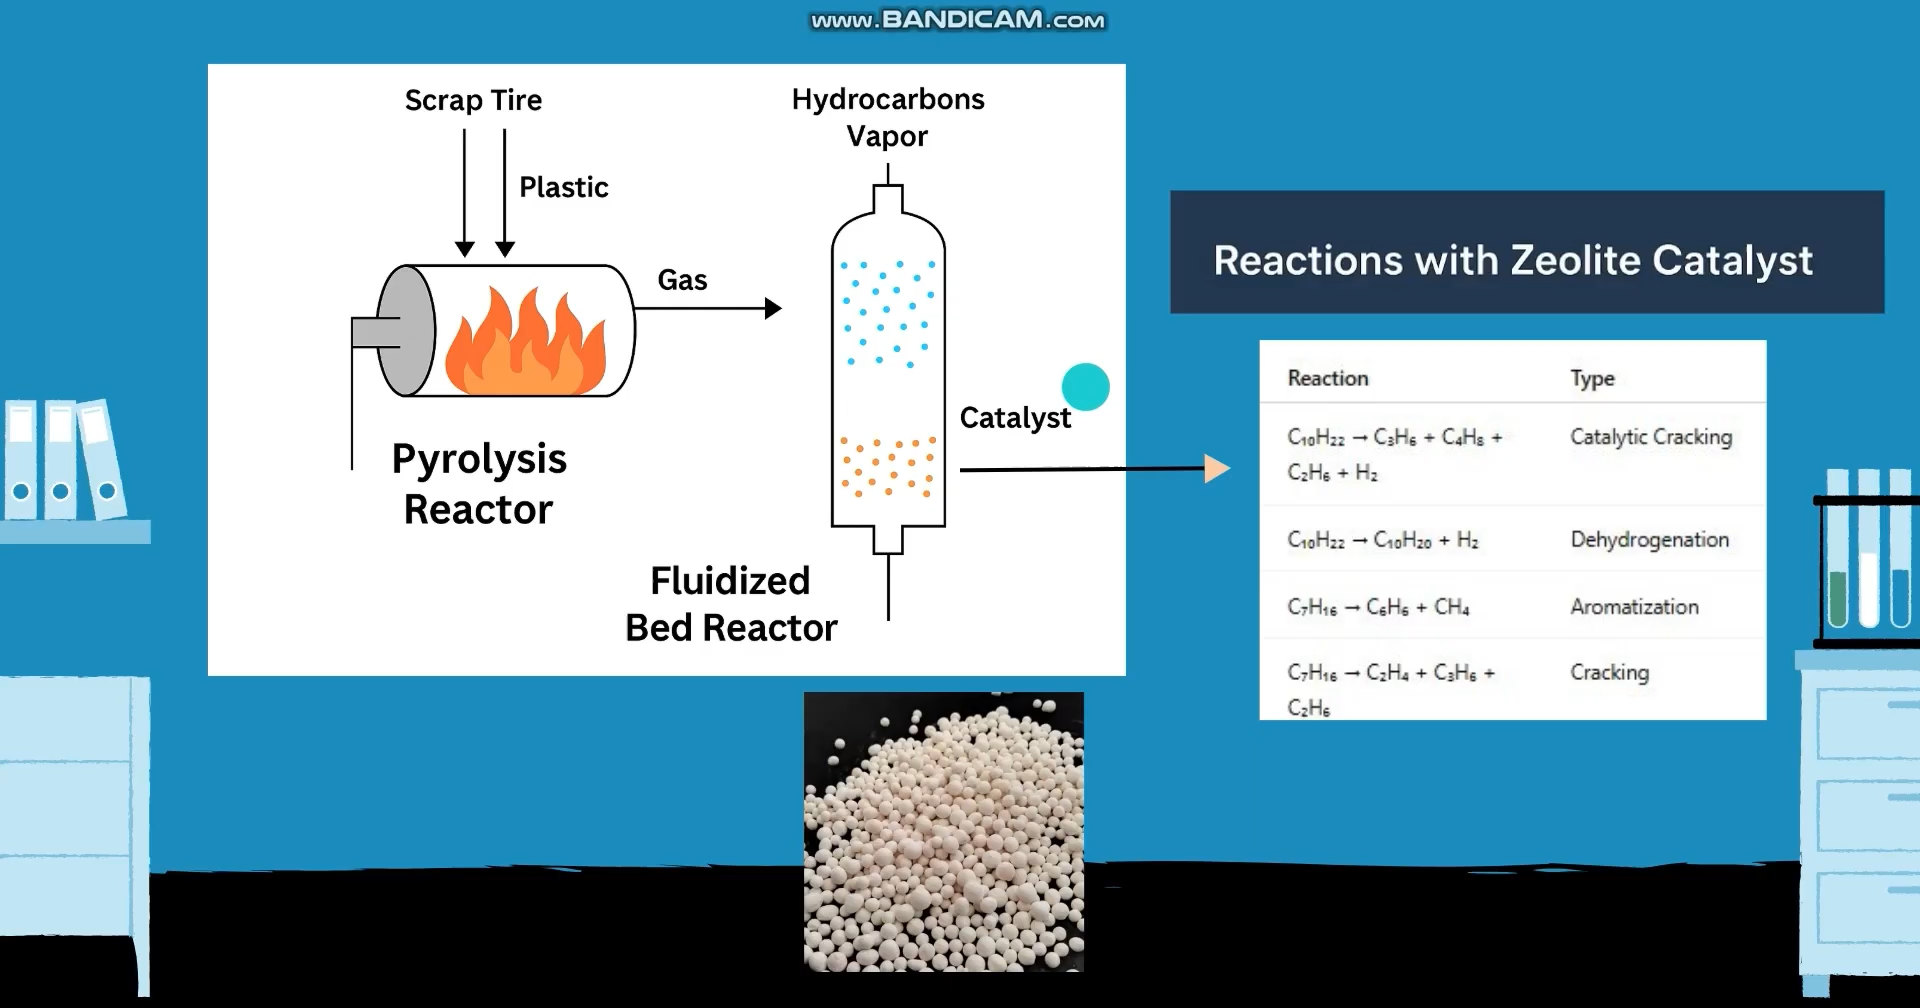 www.BANDICAM.com
Scrap Tire
Plastic
Gas
Pyrolysis
Reactor
Hydrocarbons
Vapor
Catalyst
Fluidized
Bed Reactor
Reactions with Zeolite Catalyst
Reaction Type
C₁₀H₂₂ → C₃H₆ + C₄H₈ + Catalytic Cracking
C₂H₆ + H₂
C₁₀H₂₂ → C₁₀H₂₀ + H₂ Dehydrogenation
C₇H₁₆ → C₆H₆ + CH₄ Aromatization
C₇H₁₆ → C₂H₄ + C₃H₆ + Cracking
C₂H₆